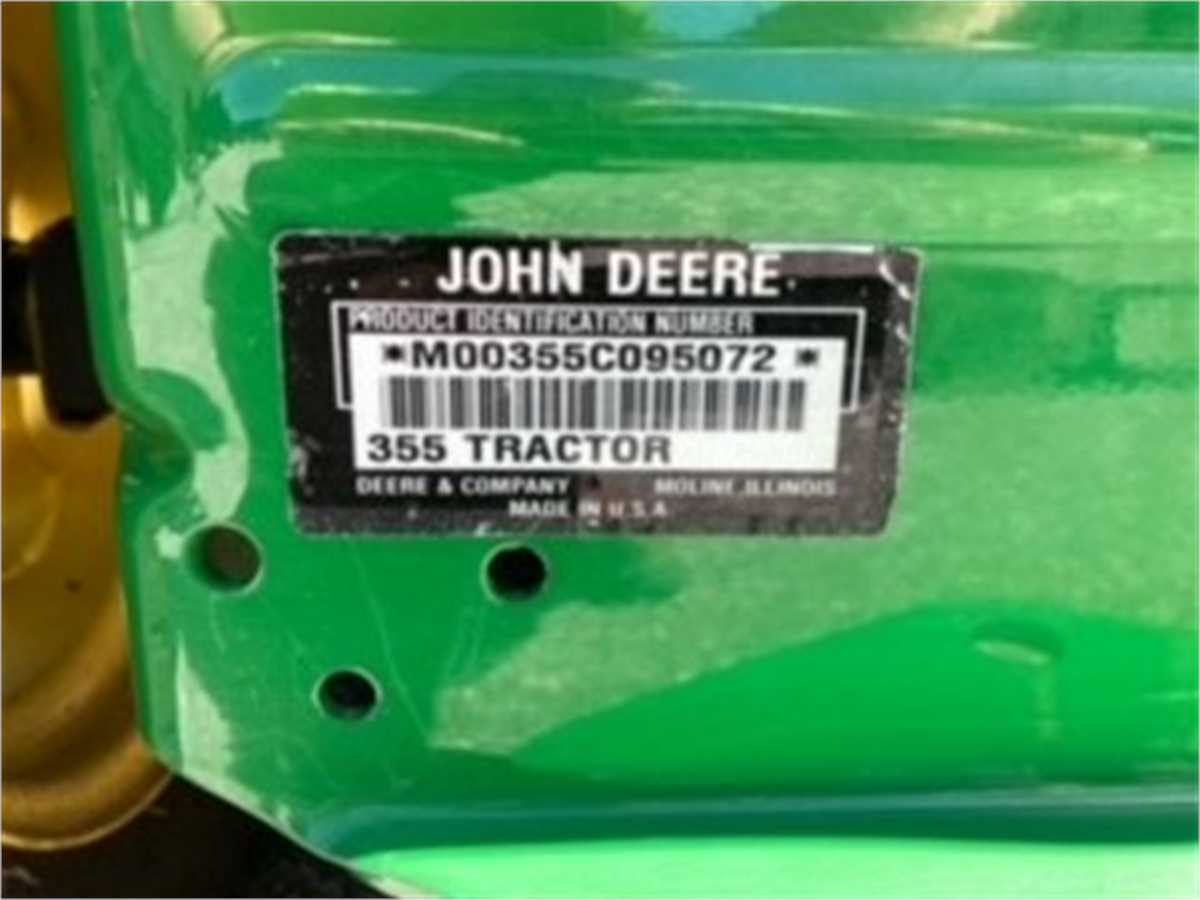 JOHN DEERE
PRODUCT IDENTIFICATION NUMBER
*M00355C095072 *
355 TRACTOR
DEERE & COMPANY MOLINE, ILLINOIS
MADE IN U.S.A